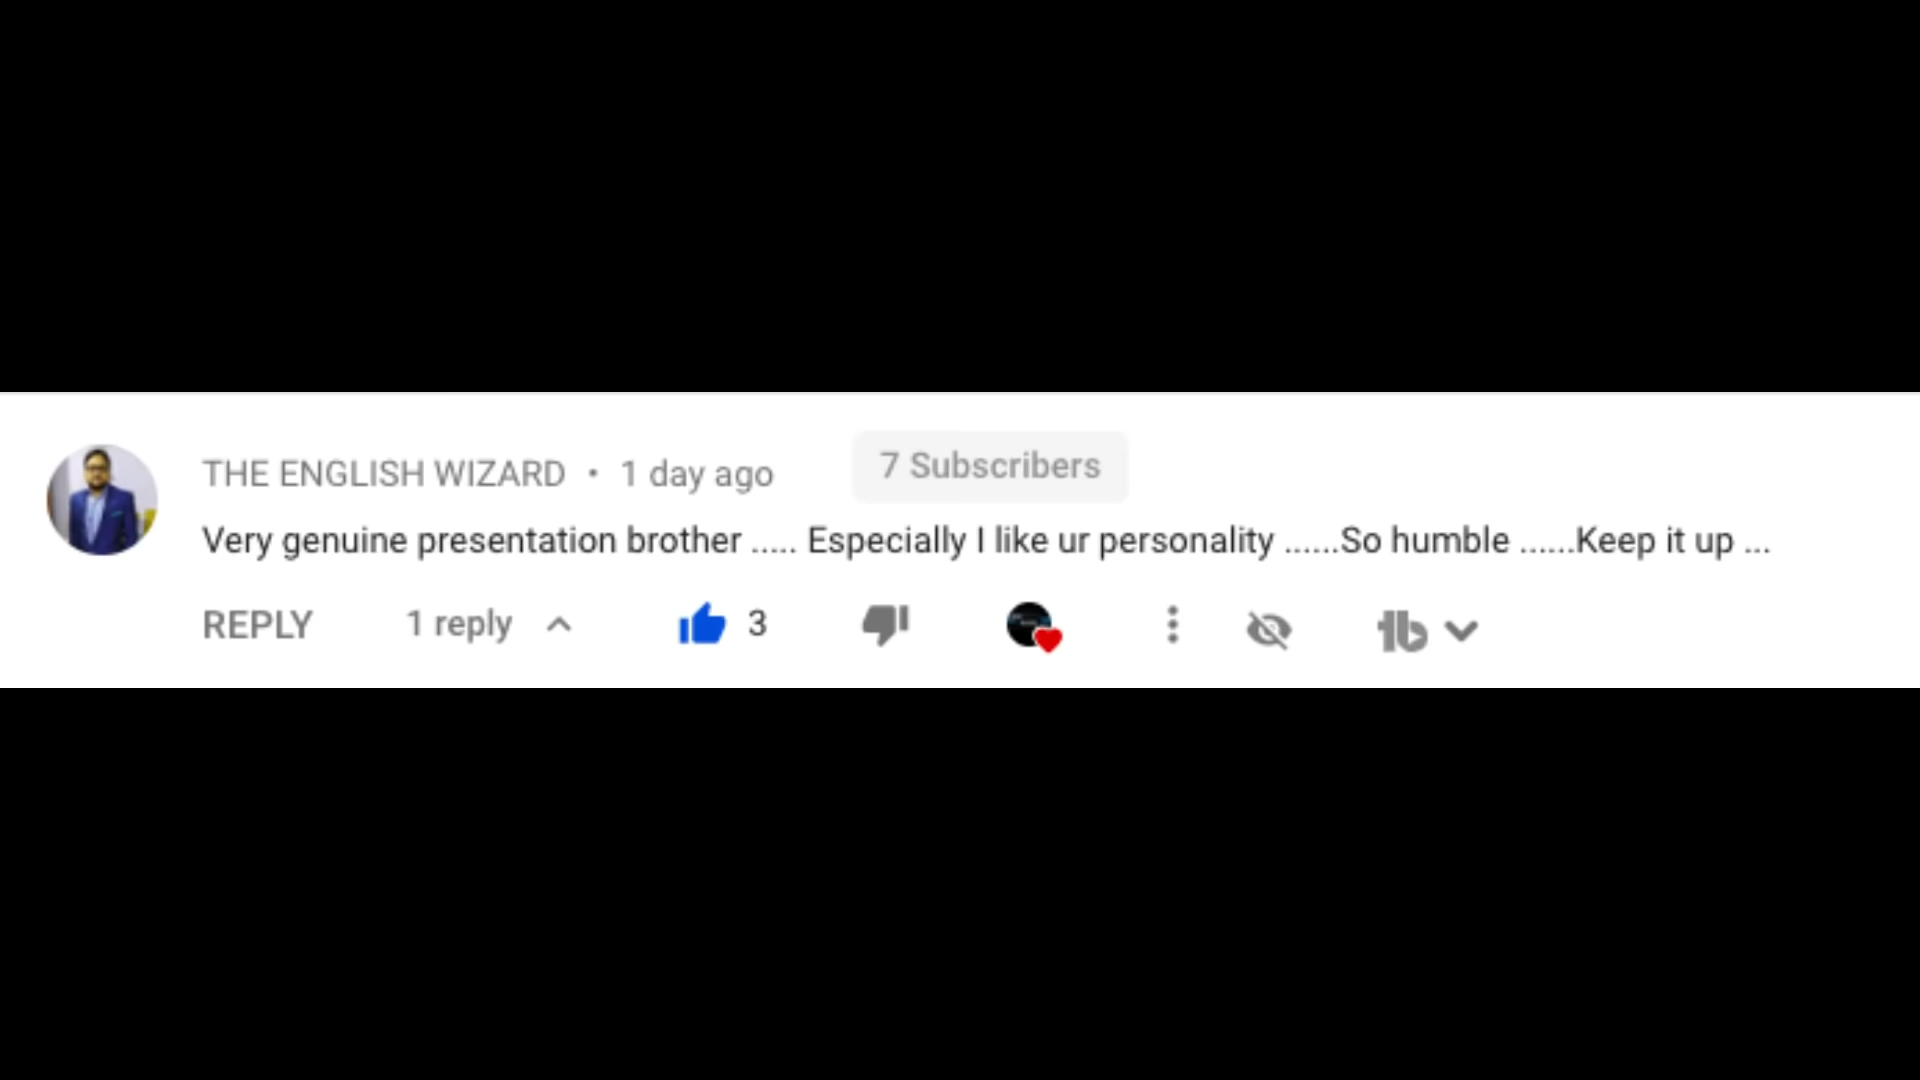 THE ENGLISH WIZARD • 1 day ago 7 Subscribers
Very genuine presentation brother ..... Especially I like ur personality ......So humble ......Keep it up ...
REPLY 1 reply 3